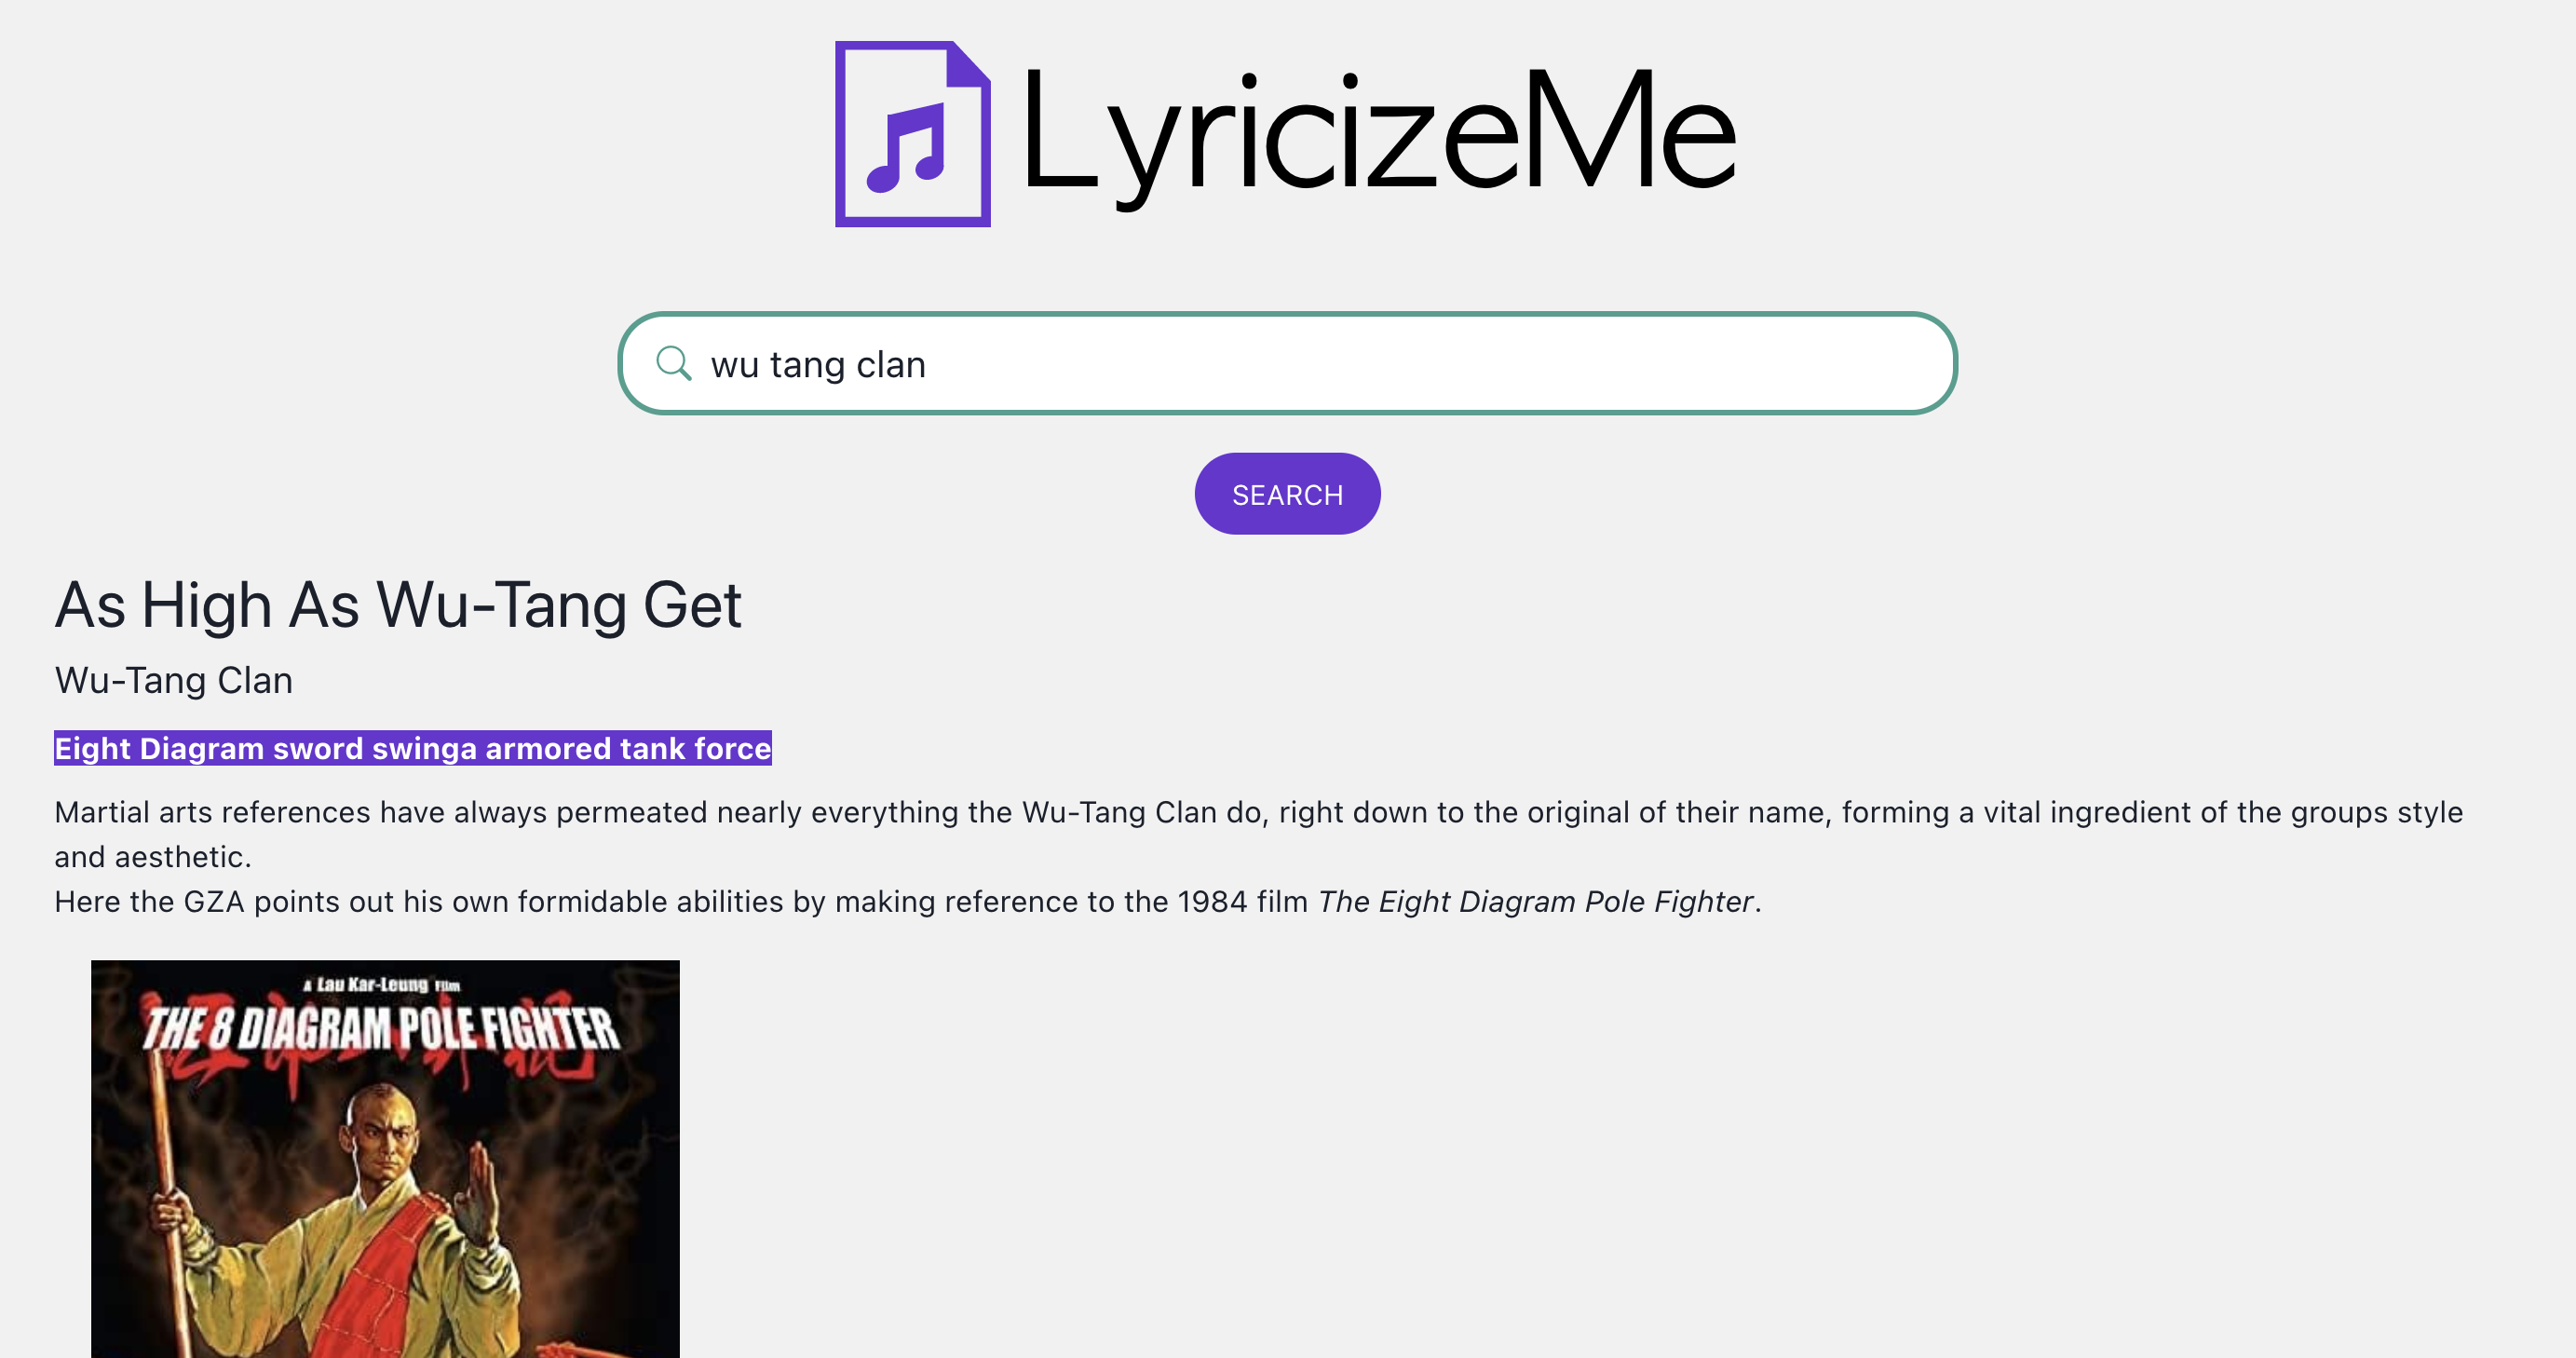 LyricizeMe
wu tang clan
SEARCH
As High As Wu-Tang Get
Wu-Tang Clan
Eight Diagram sword swinga armored tank force
Martial arts references have always permeated nearly everything the Wu-Tang Clan do, right down to the original of their name, forming a vital ingredient of the groups style
and aesthetic.
Here the GZA points out his own formidable abilities by making reference to the 1984 film The Eight Diagram Pole Fighter.
A Lau Kar-Leung Film
THE 8 DIAGRAM POLE FIGHTER